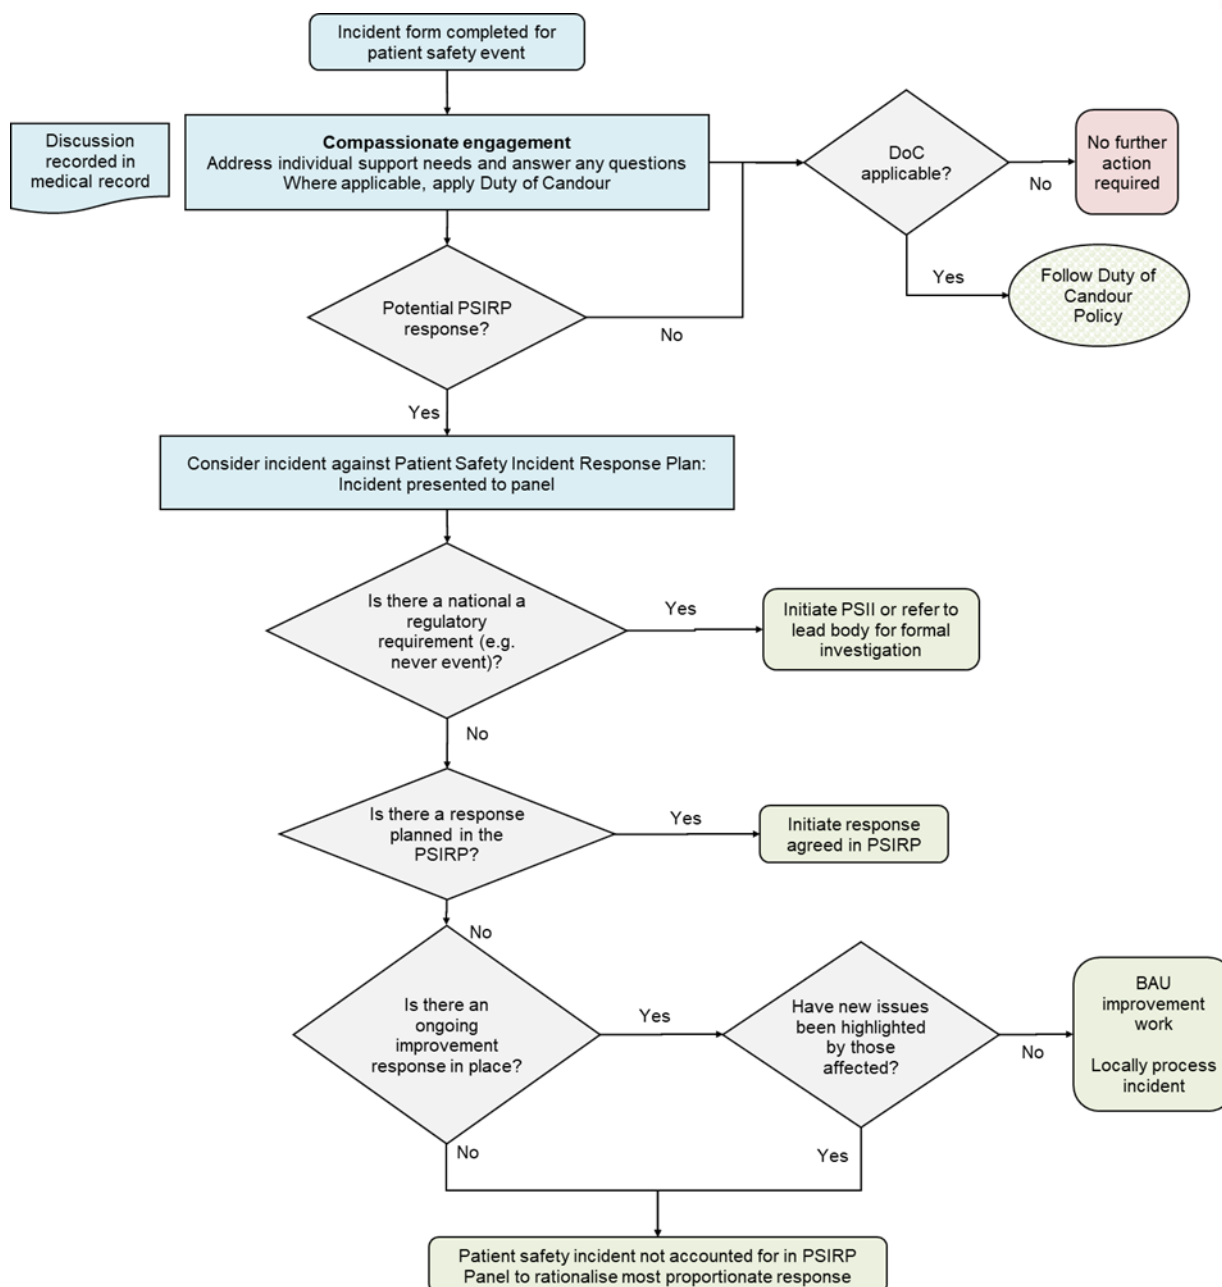 Incident form completed for
patient safety event
Discussion
recorded in
medical record
Compassionate engagement
Address individual support needs and answer any questions
Where applicable, apply Duty of Candour
DoC
applicable?
No
No further
action
required
Yes
Follow Duty of
Candour
Policy
Potential PSIRP
response?
No
Yes
Consider incident against Patient Safety Incident Response Plan:
Incident presented to panel
Is there a national a
regulatory
requirement (e.g.
never event)?
Yes
Initiate PSII or refer to
lead body for formal
investigation
No
Is there a response
planned in the
PSIRP?
Yes
Initiate response
agreed in PSIRP
No
Is there an
ongoing
improvement
response in place?
Yes
Have new issues
been highlighted
by those
affected?
No
BAU
improvement
work
Locally process
incident
No
Yes
Patient safety incident not accounted for in PSIRP
Panel to rationalise most proportionate response